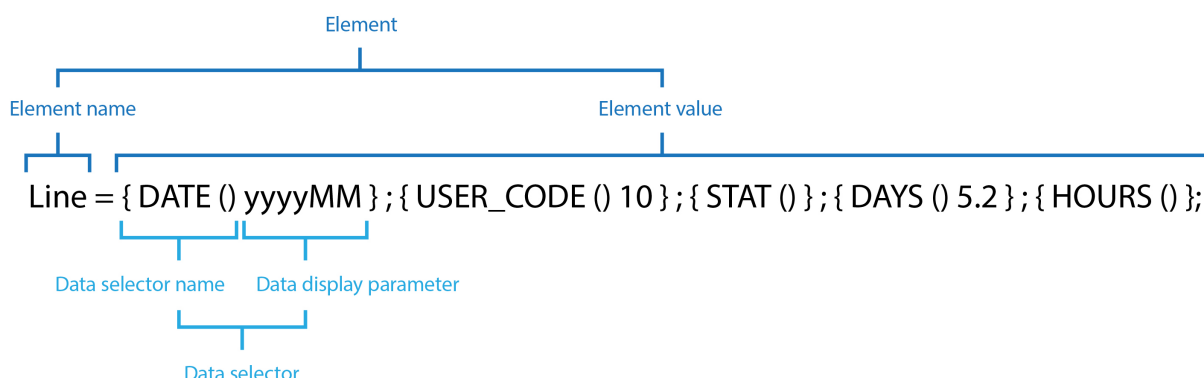 Element
Element name
Element value
Line = { DATE () yyyyMM } ; { USER_CODE () 10 } ; { STAT () } ; { DAYS () 5.2 } ; { HOURS () };
Data selector name
Data display parameter
Data selector